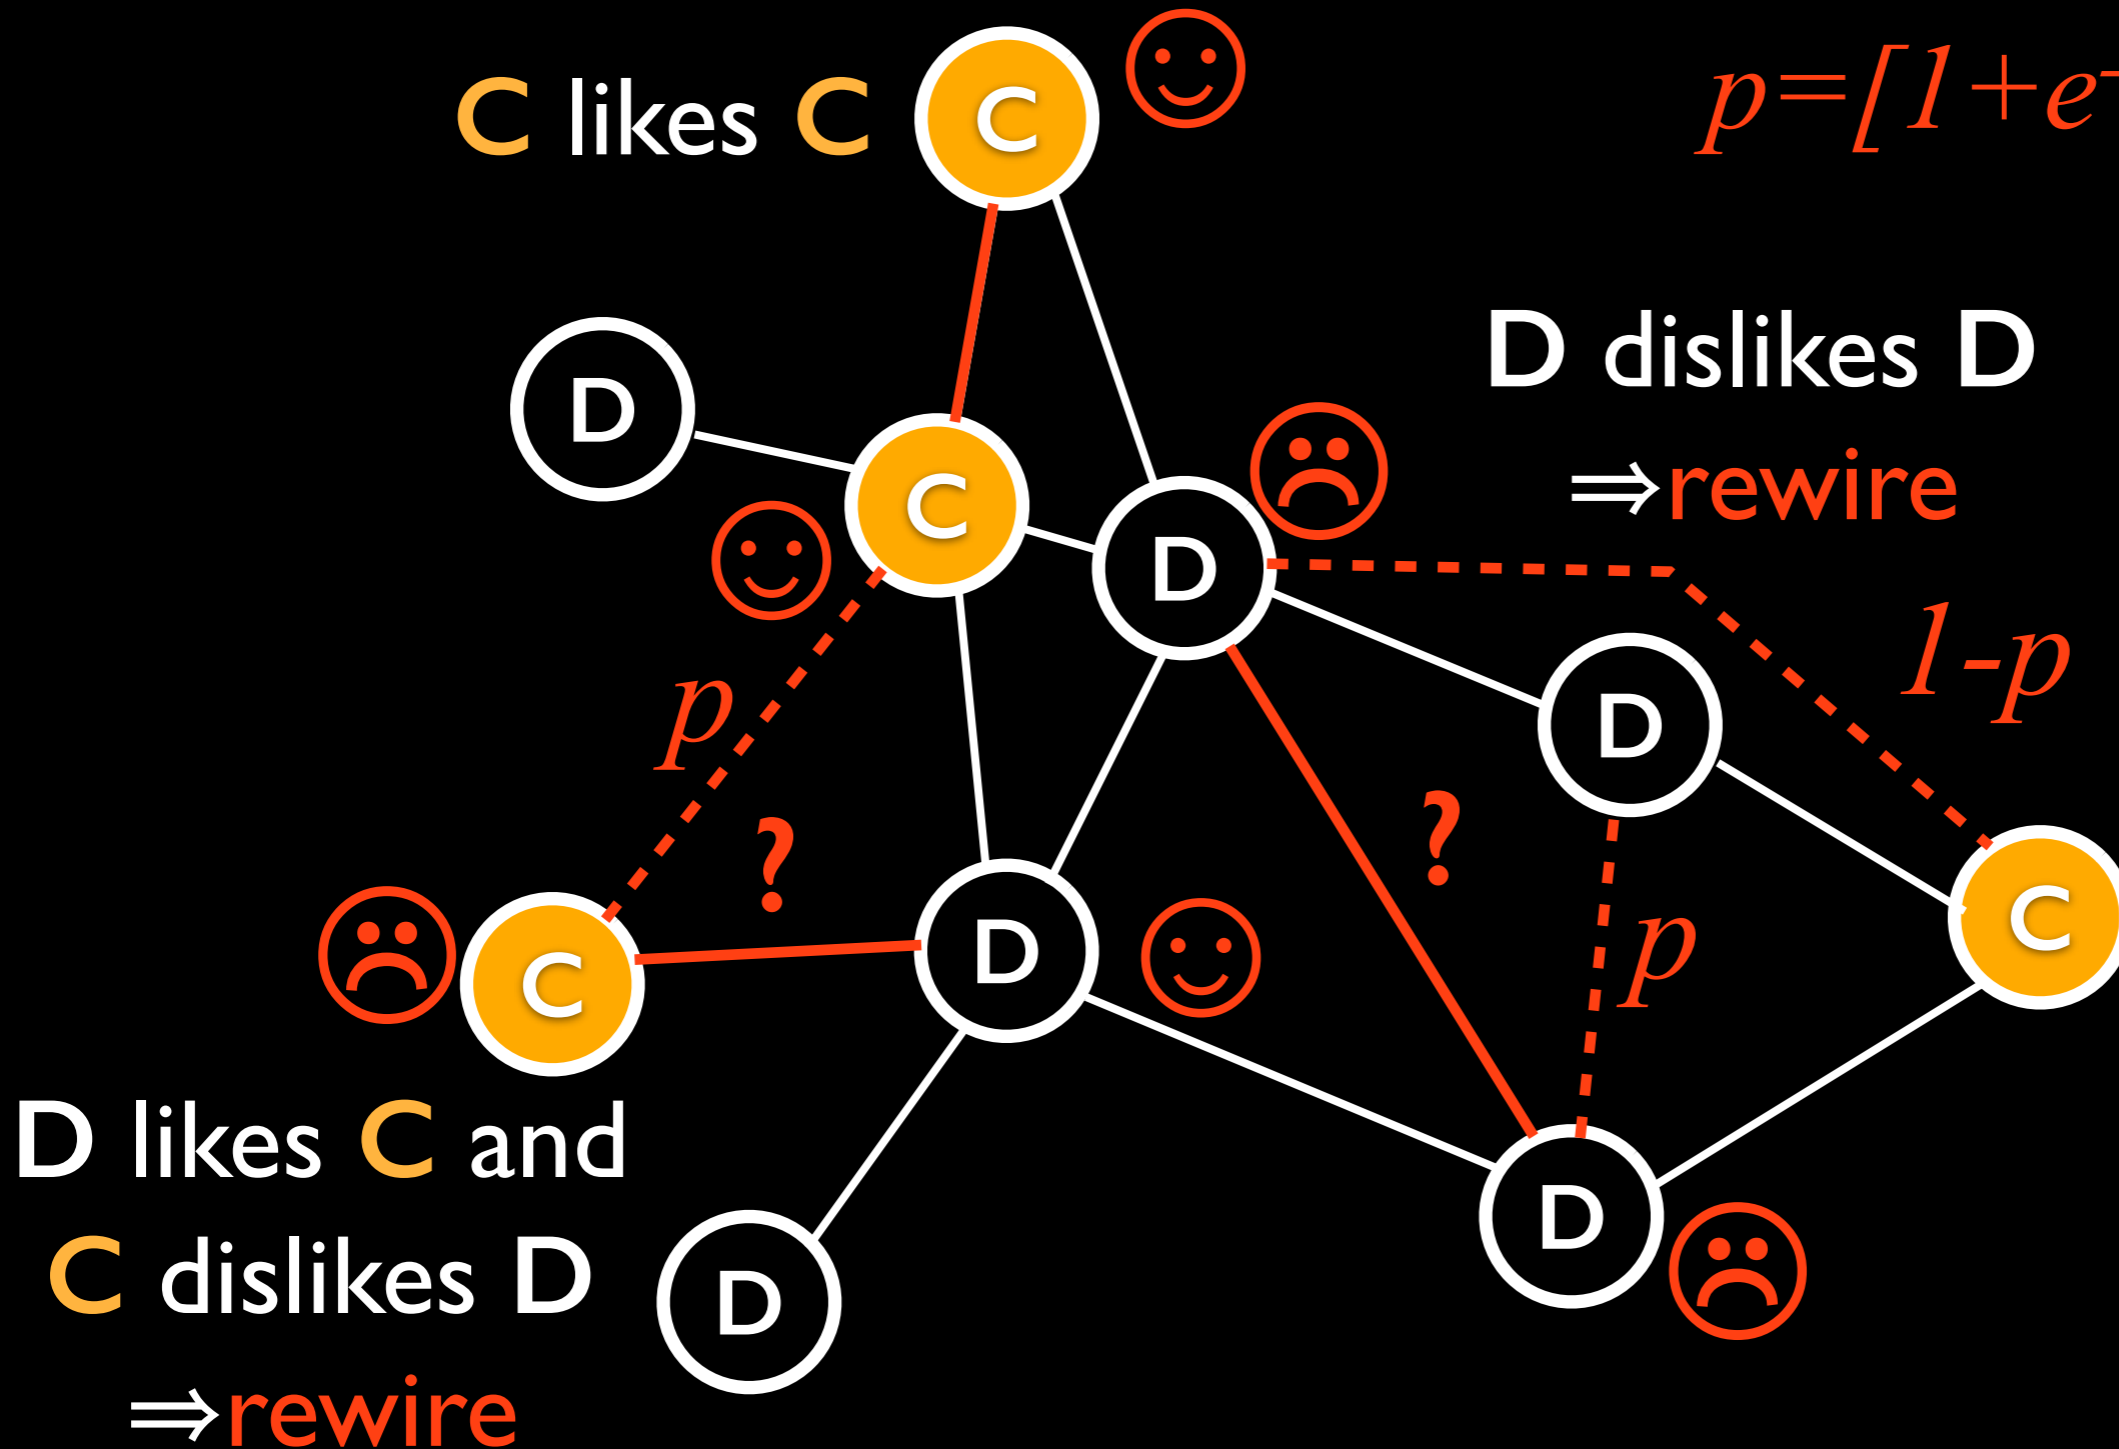 C likes C
C
p=[1+e-
D dislikes D
D
⇒rewire
C
D
1-p
p
D
?
?
C
p
D
C
D likes C and
D
C dislikes D
D
⇒rewire